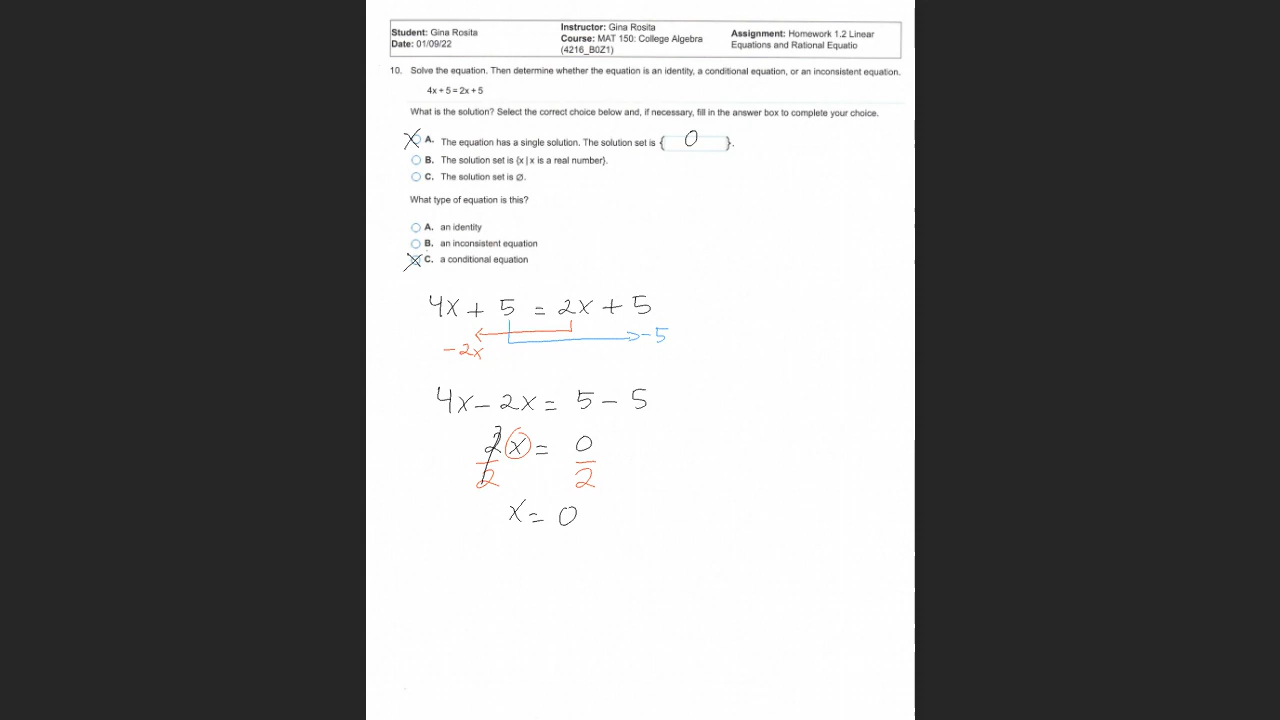 Student: Gina Rosita
Date: 01/09/22
Instructor: Gina Rosita
Course: MAT 150: College Algebra
(4216_B0Z1)
Assignment: Homework 1.2 Linear
Equations and Rational Equatio
10. Solve the equation. Then determine whether the equation is an identity, a conditional equation, or an inconsistent equation.
4x + 5 = 2x + 5
What is the solution? Select the correct choice below and, if necessary, fill in the answer box to complete your choice.
X A. The equation has a single solution. The solution set is { 0 }.
B. The solution set is {x | x is a real number}.
C. The solution set is ∅.
What type of equation is this?
A. an identity
B. an inconsistent equation
X C. a conditional equation
4x + 5 = 2x + 5
-5
-2x
4x - 2x = 5 - 5
2x = 0
2 2
x = 0